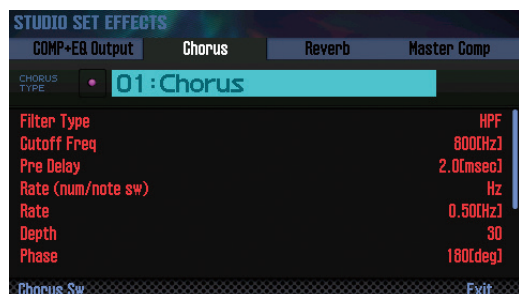 STUDIO SET EFFECTS
COMP+EQ Output Chorus Reverb Master Comp
CHORUS TYPE 01:Chorus
Filter Type HPF
Cutoff Freq 800[Hz]
Pre Delay 2.0[msec]
Rate (num/note sw) Hz
Rate 0.50[Hz]
Depth 30
Phase 180[deg]
Chorus Sw Exit